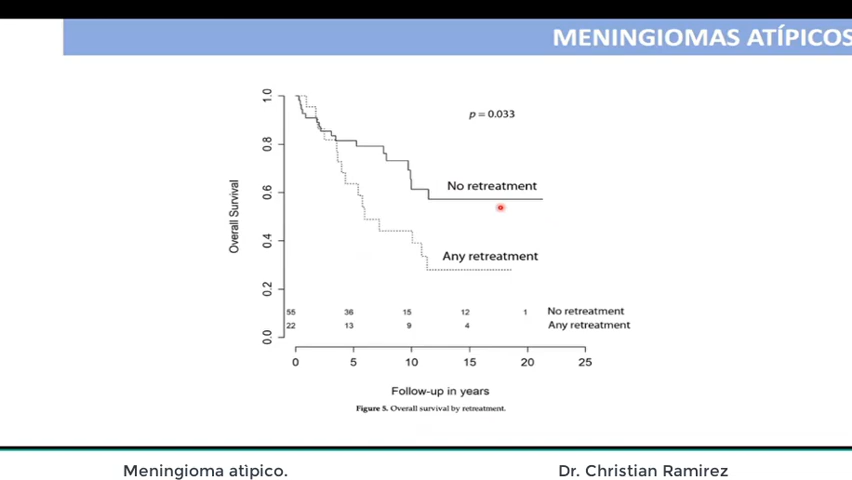 MENINGIOMAS ATÍPICOS
p = 0.033
1.0
0.8
0.6
0.4
0.2
0.0
Overall Survival
No retreatment
Any retreatment
55 36 15 12 1 No retreatment
22 13 9 4 Any retreatment
0 5 10 15 20 25
Follow-up in years
Figure 5. Overall survival by retreatment.
Meningioma atìpico. Dr. Christian Ramirez